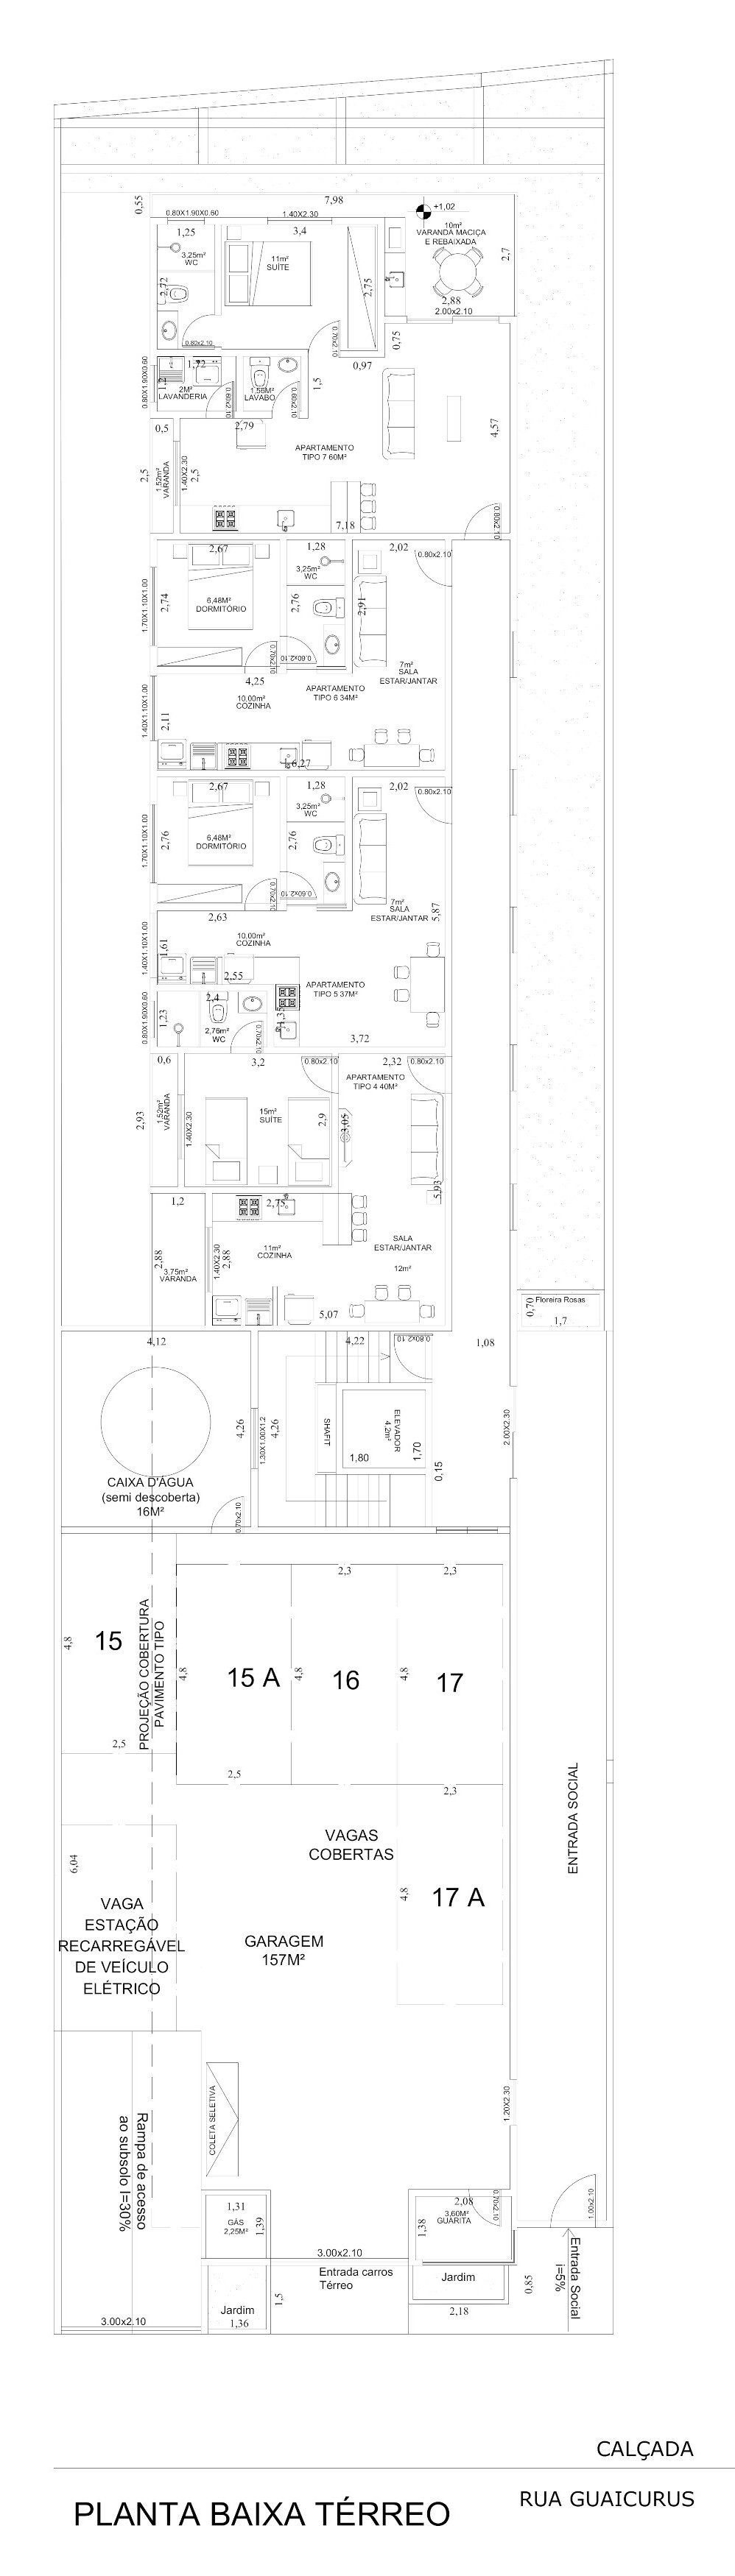 0,55
7,98
+1,02
0.80X1.90X0.60
1.40X2.30
10m²
VARANDA MACIÇA
E REBAIXADA
1,25
3,4
3,25m²
WC
11m²
SUÍTE
2,7
2,72
2,75
2,88
2.00x2.10
0.80x2.10
0.70x2.10
0,75
0,97
0.80X1.90X0.60
1,72
1,2
2M²
LAVANDERIA
0.60x2.10
1,56M²
LAVABO
0.60x2.10
1,5
0,5
2,79
4,57
APARTAMENTO
TIPO 7 60M²
2,5
1,52m²
VARANDA
1.40X2.30
2,5
7,18
0.80x2.10
2,67
1,28
2,02
0.80x2.10
3,25m²
WC
1.70X1.10X1.00
2,74
6,48M²
DORMITÓRIO
2,76
2,91
0.70x2.10
0.60x2.10
7m²
SALA
ESTAR/JANTAR
4,25
APARTAMENTO
TIPO 6 34M²
10.00m²
COZINHA
1.40X1.10X1.00
2,11
6,27
2,67
1,28
2,02
0.80x2.10
3,25m²
WC
1.70X1.10X1.00
2,76
6,48M²
DORMITÓRIO
2,76
0.70x2.10
0.60x2.10
7m²
SALA
ESTAR/JANTAR
5,87
2,63
10.00m²
COZINHA
1.40X1.10X1.00
1,61
2,55
APARTAMENTO
TIPO 5 37M²
0.80X1.90X0.60
1,23
2,4
2,76m²
WC
0.70x2.10
1,35
3,72
0,6
3,2
0.80x2.10
2,32
0.80x2.10
APARTAMENTO
TIPO 4 40M²
2,93
1,52m²
VARANDA
1.40X2.30
15m²
SUÍTE
2,9
3,05
5,93
1,2
2,75
2,88
3,75m²
VARANDA
1.40X2.30
2,88
11m²
COZINHA
SALA
ESTAR/JANTAR
12m²
5,07
0,70
Floreira Rosas
1,7
4,12
4,22
0.80x2.10
1,08
4,26
1.30X1.00X1.2
4,26
SHAFIT
ELEVADOR
4.2m²
1,80
1,70
0,15
2.00X2.30
CAIXA D'ÁGUA
(semi descoberta)
16M²
0.70x2.10
2,3
2,3
4,8
15
PROJEÇÃO COBERTURA
PAVIMENTO TIPO
4,8
15 A
4,8
16
4,8
17
2,5
2,5
2,3
ENTRADA SOCIAL
VAGAS
COBERTAS
6,04
4,8
17 A
VAGA
ESTAÇÃO
RECARREGÁVEL
DE VEÍCULO
ELÉTRICO
GARAGEM
157M²
COLETA SELETIVA
1.20X2.30
Rampa de acesso
ao subsolo I=30%
1,31
GÁS
2,25M²
1,39
2,08
3,60M²
GUARITA
1,38
0.70x2.10
1.00x2.10
3.00x2.10
Entrada carros
Térreo
Jardim
0,85
Entrada Social
i=5%
1,5
Jardim
1,36
2,18
3.00x2.10
CALÇADA
RUA GUAICURUS
PLANTA BAIXA TÉRREO